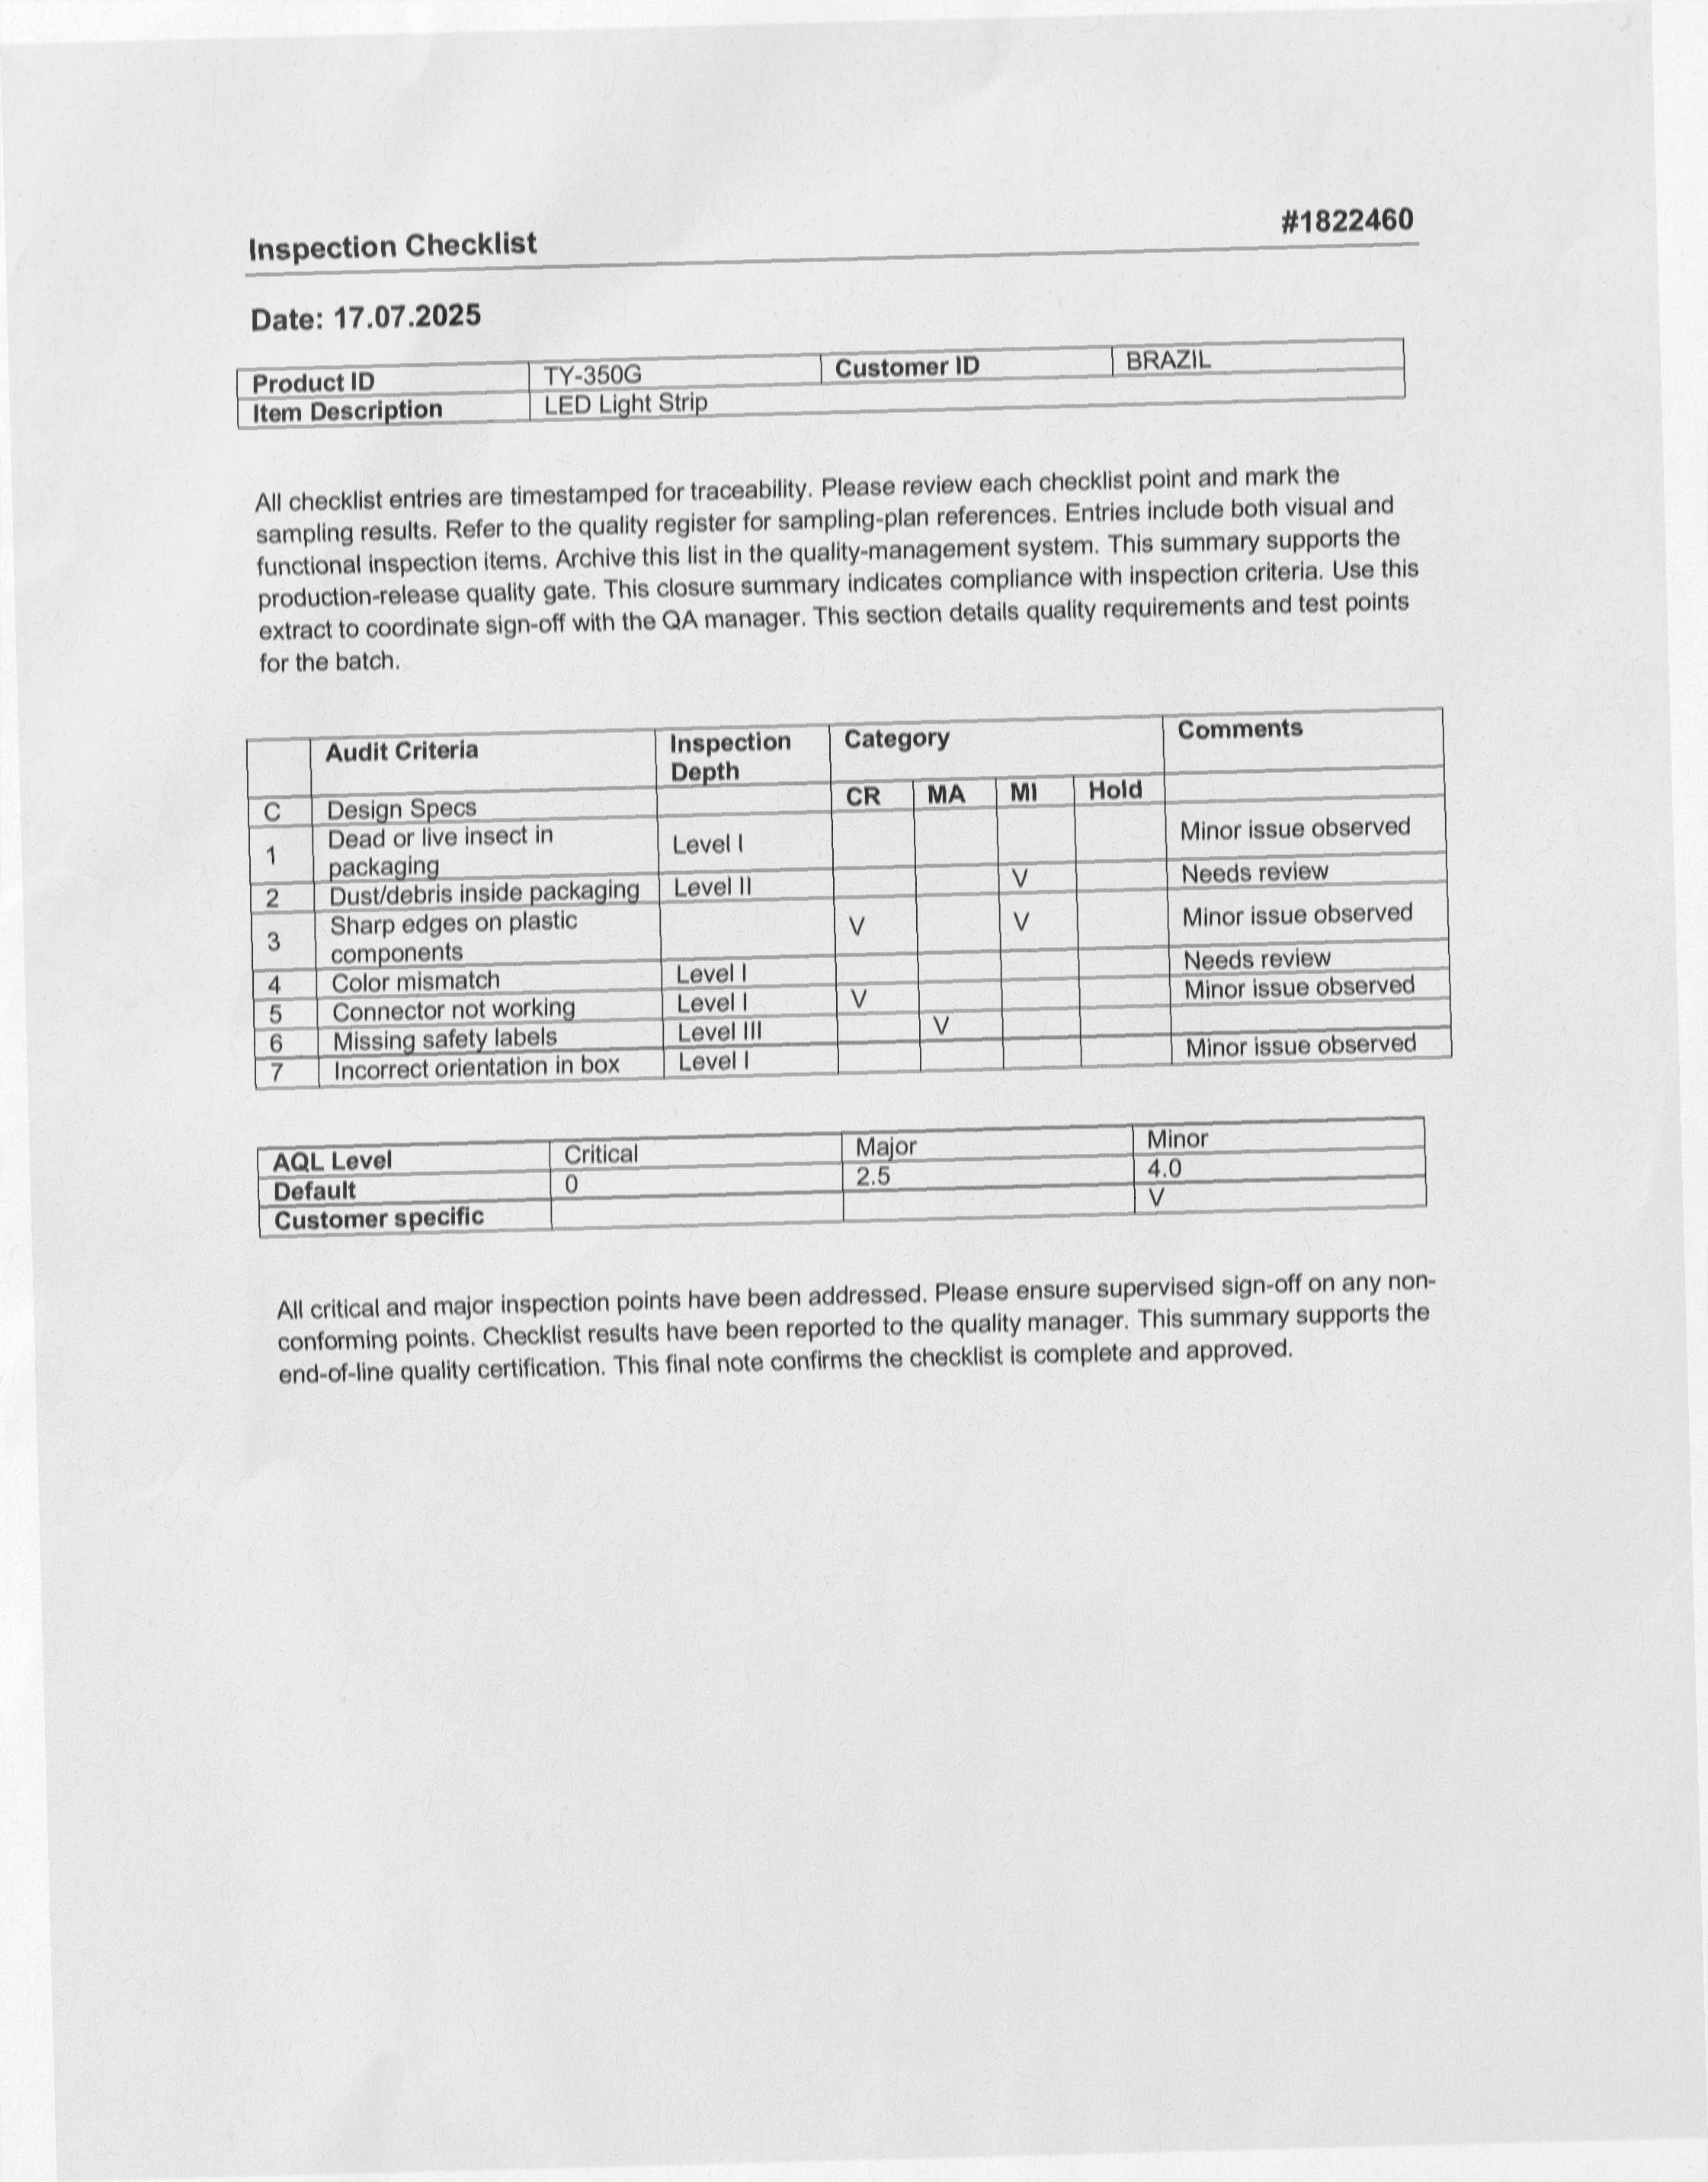 #1822460
Inspection Checklist
Date: 17.07.2025
Product ID TY-350G Customer ID BRAZIL
Item Description LED Light Strip
All checklist entries are timestamped for traceability. Please review each checklist point and mark the
sampling results. Refer to the quality register for sampling-plan references. Entries include both visual and
functional inspection items. Archive this list in the quality-management system. This summary supports the
production-release quality gate. This closure summary indicates compliance with inspection criteria. Use this
extract to coordinate sign-off with the QA manager. This section details quality requirements and test points
for the batch.
Audit Criteria Inspection Category Comments
Depth
CR MA MI Hold
C Design Specs
1 Dead or live insect in Level I Minor issue observed
packaging
2 Dust/debris inside packaging Level II V Needs review
3 Sharp edges on plastic V V Minor issue observed
components
4 Color mismatch Level I Needs review
5 Connector not working Level I V Minor issue observed
6 Missing safety labels Level III V
7 Incorrect orientation in box Level I Minor issue observed
AQL Level Critical Major Minor
Default 0 2.5 4.0
Customer specific V
All critical and major inspection points have been addressed. Please ensure supervised sign-off on any non-
conforming points. Checklist results have been reported to the quality manager. This summary supports the
end-of-line quality certification. This final note confirms the checklist is complete and approved.